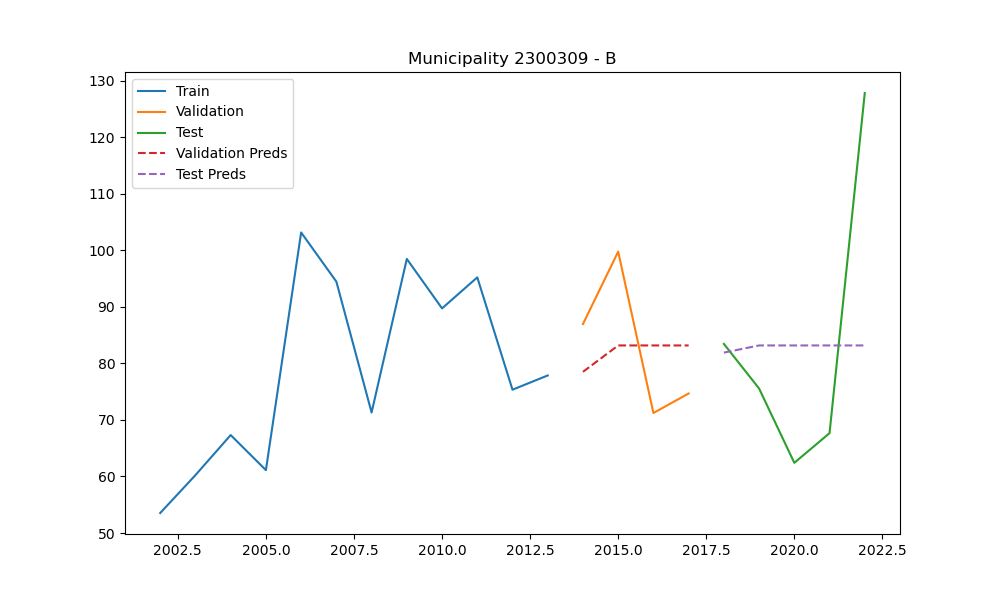 Municipality 2300309 - B
130
120
110
100
90
80
70
60
50
Train
Validation
Test
Validation Preds
Test Preds
2002.5 2005.0 2007.5 2010.0 2012.5 2015.0 2017.5 2020.0 2022.5